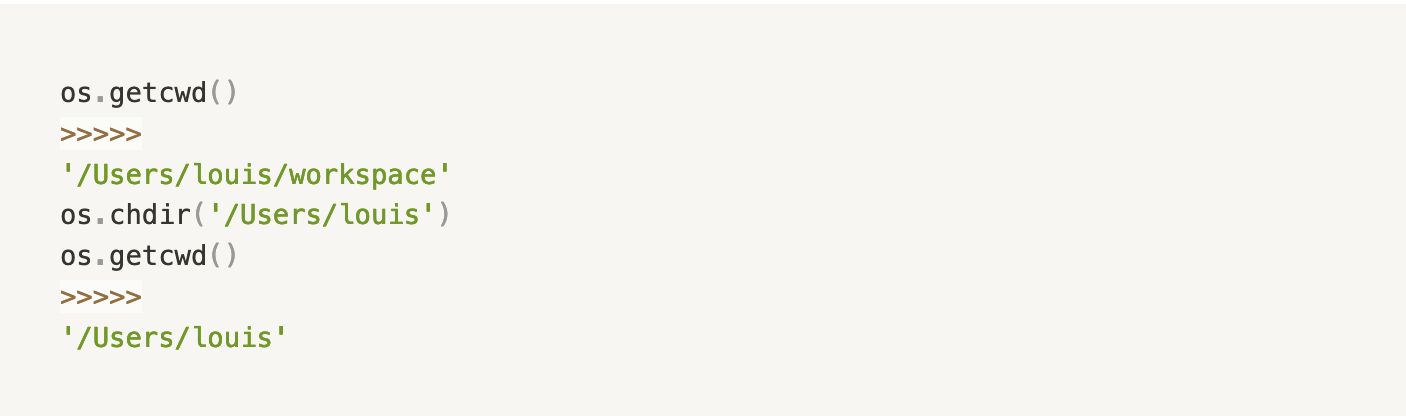 os.getcwd()
>>>>>
'/Users/louis/workspace'
os.chdir('/Users/louis')
os.getcwd()
>>>>>
'/Users/louis'